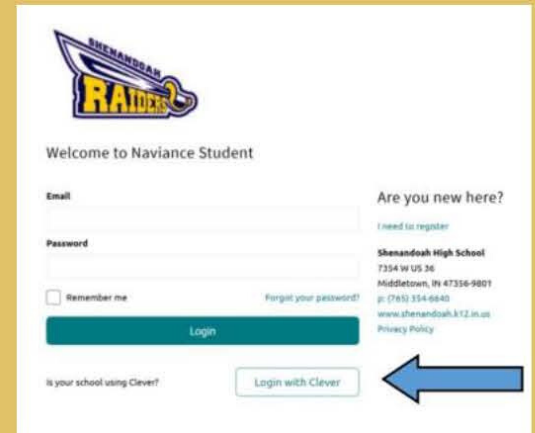 SHENANDOAH
RAIDERS
Welcome to Naviance Student
Email
Password
Remember me
Forgot your password?
Login
Is your school using Clever?
Login with Clever
Are you new here?
I need to register
Shenandoah High School
7354 W US 36
Middletown, IN 47356-9801
p: (765) 354-6640
www.shenandoah.k12.in.us
Privacy Policy